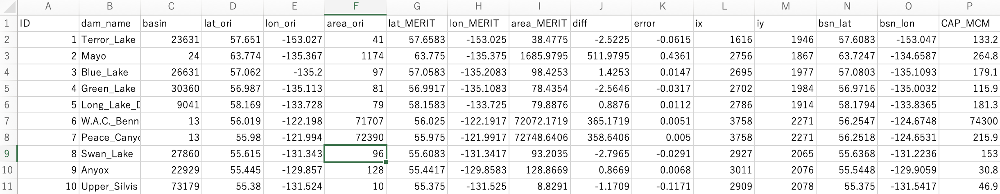 A B C D E F G H I J K L M N O P
1 ID dam_name basin lat_ori lon_ori area_ori lat_MERIT lon_MERIT area_MERIT diff error ix iy bsn_lat bsn_lon CAP_MCM
2 1 Terror_Lake 23631 57.651 -153.027 41 57.6583 -153.025 38.4775 -2.5225 -0.0615 1616 1946 57.6083 -153.047 133.2
3 2 Mayo 24 63.774 -135.367 1174 63.775 -135.375 1685.9795 511.9795 0.4361 2756 1867 63.7247 -134.6587 264.8
4 3 Blue_Lake 26631 57.062 -135.2 97 57.0583 -135.2083 98.4253 1.4253 0.0147 2695 1977 57.0803 -135.1093 179.1
5 4 Green_Lake 30360 56.987 -135.113 81 56.9917 -135.1083 78.4354 -2.5646 -0.0317 2702 1984 56.9716 -135.0032 115.9
6 5 Long_Lake_D 9041 58.169 -133.728 79 58.1583 -133.725 79.8876 0.8876 0.0112 2786 1914 58.1794 -133.8365 181.3
7 6 W.A.C._Benn 13 56.019 -122.198 71707 56.025 -122.1917 72072.1719 365.1719 0.0051 3758 2271 56.2547 -124.6748 74300
8 7 Peace_Canyo 13 55.98 -121.994 72390 55.975 -121.9917 72748.6406 358.6406 0.005 3758 2271 56.2518 -124.6531 215.9
9 8 Swan_Lake 27860 55.615 -131.343 96 55.6083 -131.3417 93.2035 -2.7965 -0.0291 2927 2065 55.6368 -131.2236 153
10 9 Anyox 22929 55.445 -129.857 128 55.4417 -129.8583 128.8669 0.8669 0.0068 3011 2076 55.5448 -129.9059 30.8
11 10 Upper_Silvis 73179 55.38 -131.524 10 55.375 -131.525 8.8291 -1.1709 -0.1171 2909 2078 55.375 -131.5417 46.9